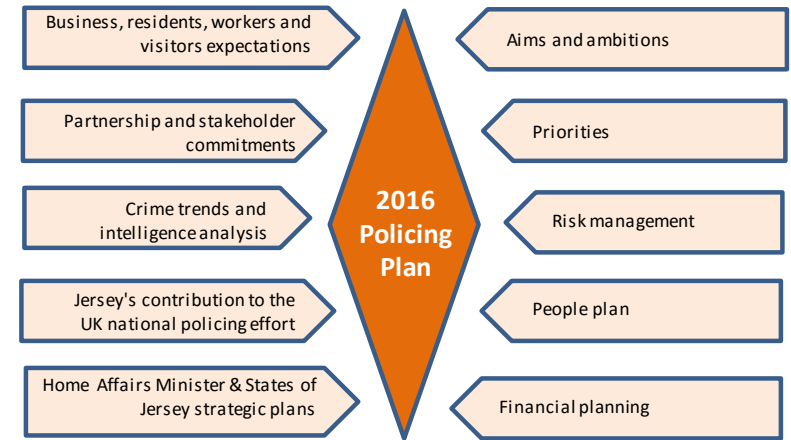 Business, residents, workers and
visitors expectations
Partnership and stakeholder
commitments
Crime trends and
intelligence analysis
Jersey's contribution to the
UK national policing effort
Home Affairs Minister & States of
Jersey strategic plans
2016
Policing
Plan
Aims and ambitions
Priorities
Risk management
People plan
Financial planning